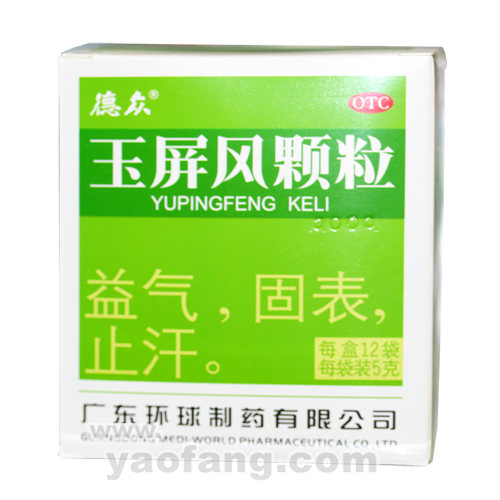 德众®
OTC
玉屏风颗粒
YUPINGFENG KELI
益气，固表，
止汗。
每盒12袋
每袋装5克
广东环球制药有限公司
GUANGDONG MEDI-WORLD PHARMACEUTICAL CO.,LTD
www.
yaofang.com